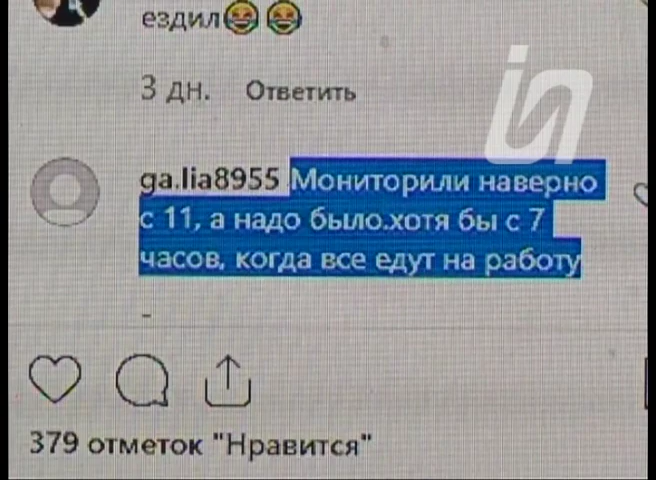 ездил😂😂
3 дн. Ответить
ga.lia8955 Мониторили наверно
с 11, а надо было.хотя бы с 7
часов, когда все едут на работу
379 отметок "Нравится"